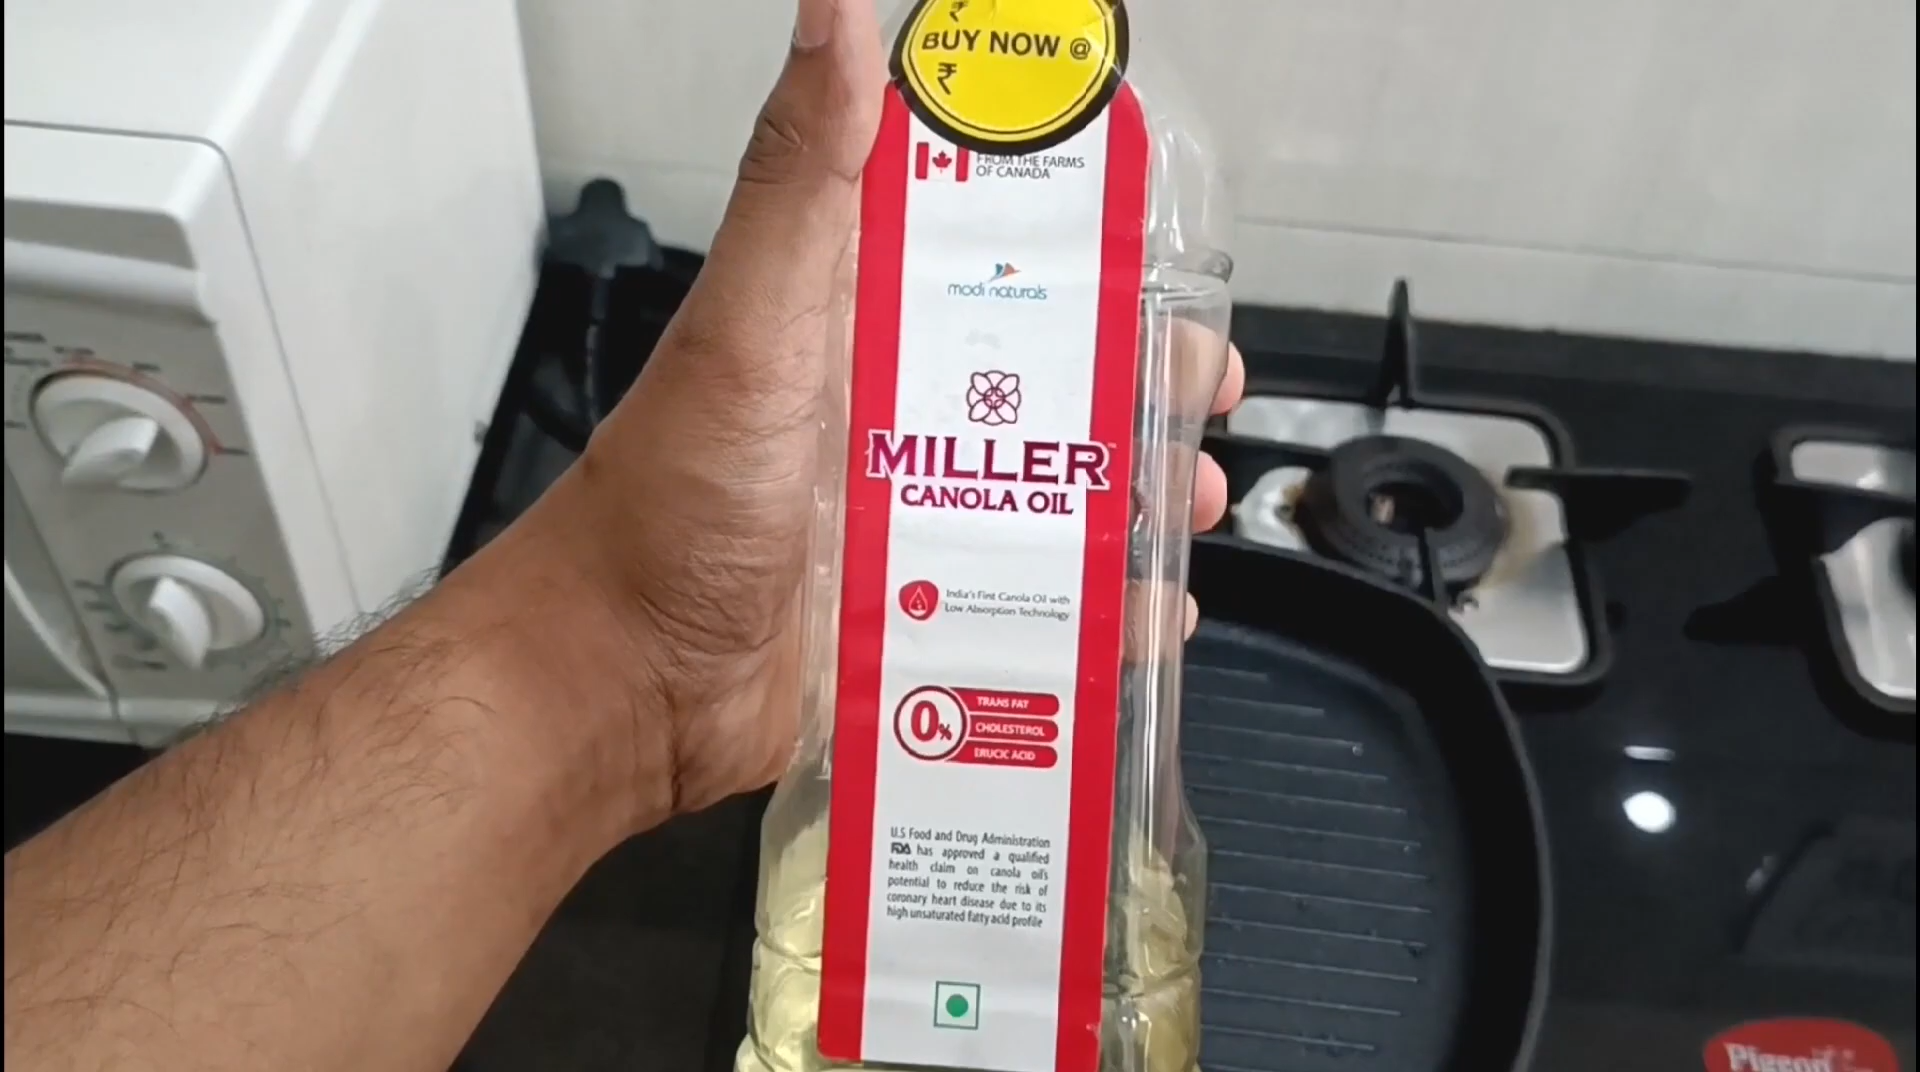 ₹
BUY NOW @
₹
FROM THE FARMS
OF CANADA
modi naturals
MILLER™
CANOLA OIL
India's First Canola Oil with
Low Absorption Technology
0%
TRANS FAT
CHOLESTEROL
ERUCIC ACID
U.S Food and Drug Administration
FDA has approved a qualified
health claim on canola oil's
potential to reduce the risk of
coronary heart disease due to its
high unsaturated fatty acid profile
Pigeon